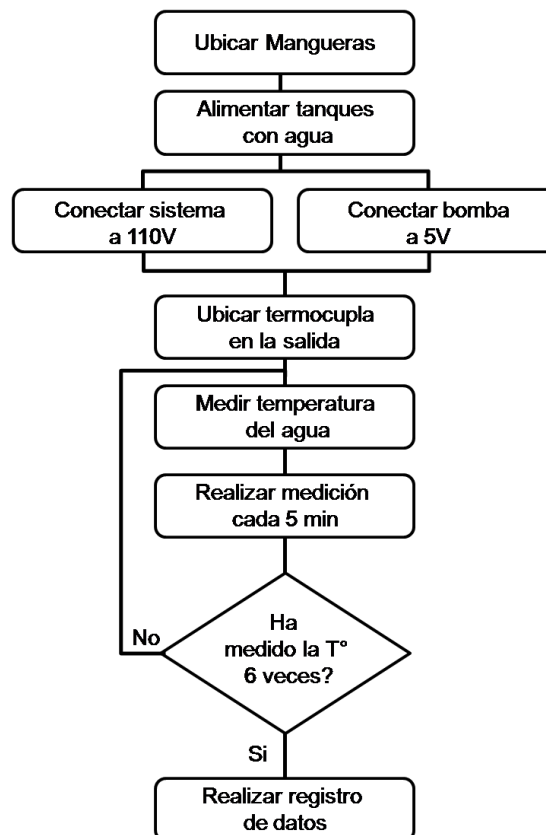 Ubicar Mangueras
Alimentar tanques
con agua
Conectar sistema
a 110V
Conectar bomba
a 5V
Ubicar termocupla
en la salida
Medir temperatura
del agua
Realizar medición
cada 5 min
Ha
medido la T°
6 veces?
No
Si
Realizar registro
de datos